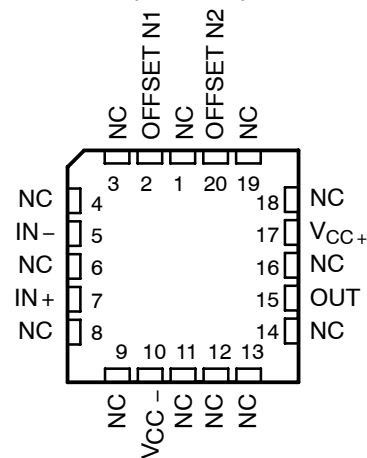 NC
OFFSET N1
NC
OFFSET N2
NC
3 2 1 20 19
NC 4
IN− 5
NC 6
IN+ 7
NC 8
18 NC
17 VCC+
16 NC
15 OUT
14 NC
9 10 11 12 13
NC
VCC−
NC
NC
NC